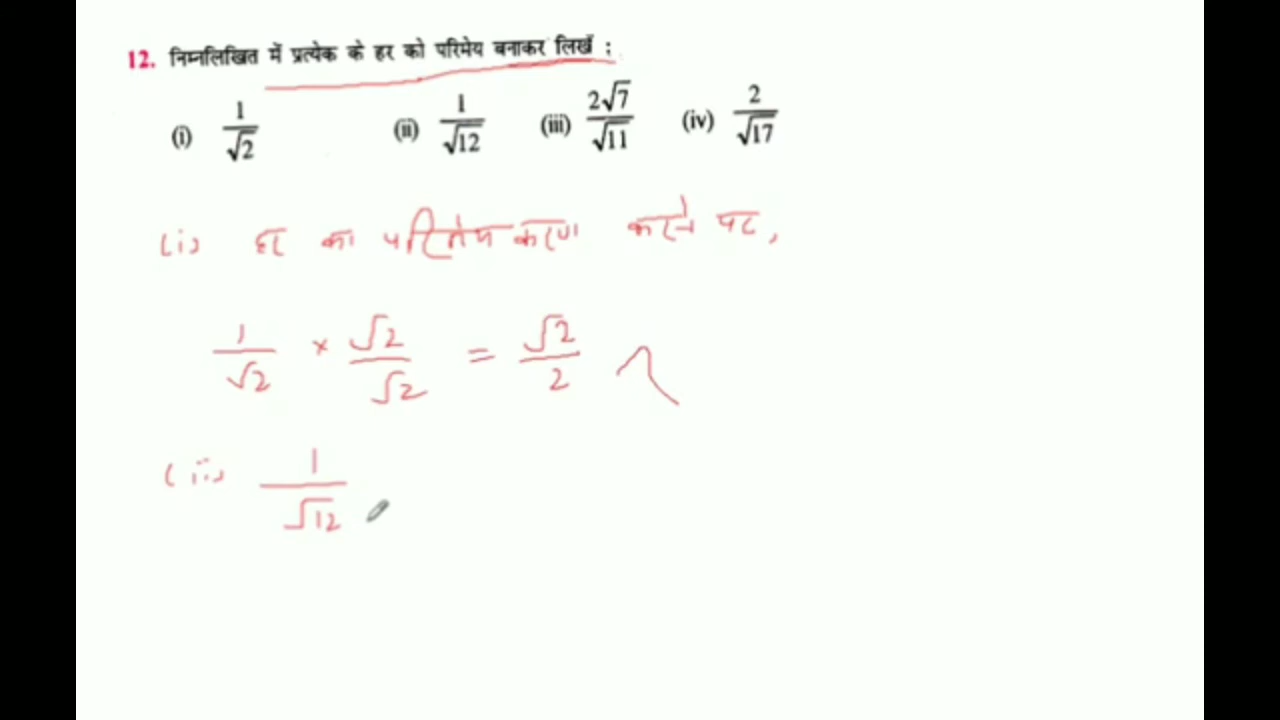 12. निम्नलिखित में प्रत्येक के हर को परिमेय बनाकर लिखें :
(i) 1/√2 (ii) 1/√12 (iii) 2√7/√11 (iv) 2/√17
(i) हर का परिमेय करण करने पर,
1/√2 × √2/√2 = √2/2
(ii) 1/√12